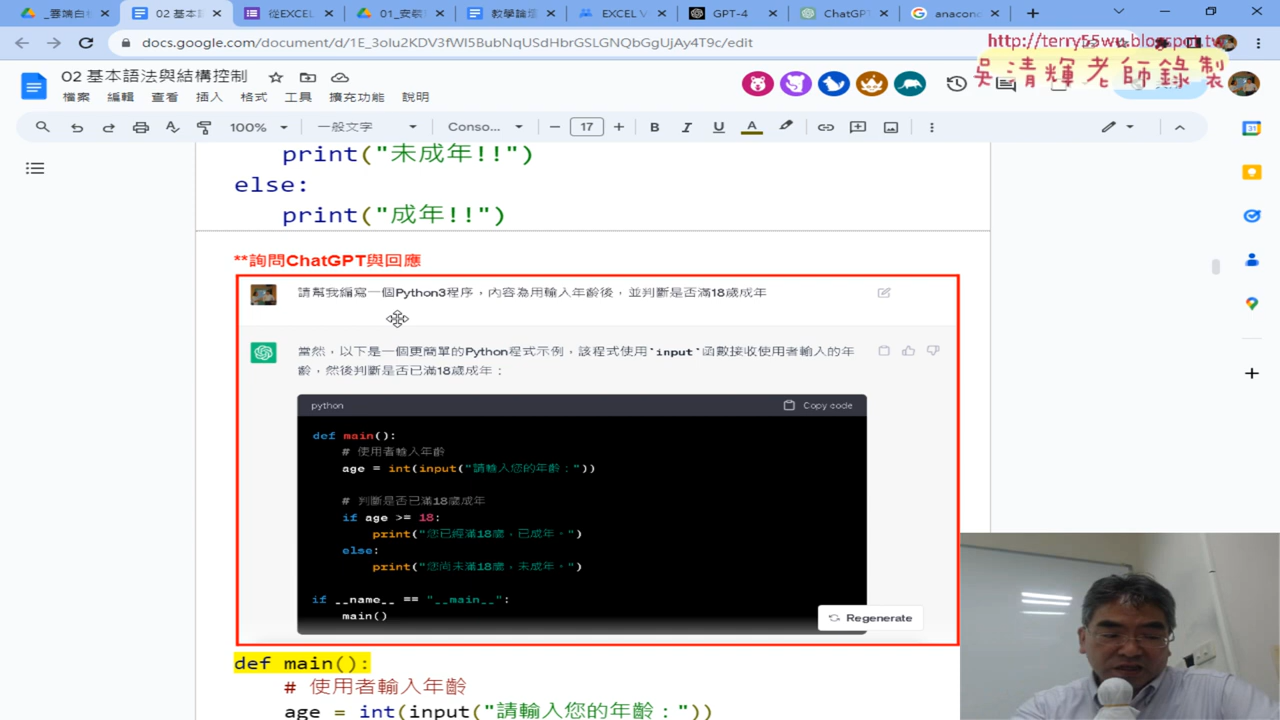 _雲端白
02 基本
從EXCEL
01_安裝
教學論壇
EXCEL V
GPT-4
ChatGP
anacono
docs.google.com/document/d/1E_3olu2KDV3fWI5BubNqUSdHbrGSLGNQbGgUjAy4T9c/edit
http://terry55wu.blogspot.tw
吳清輝老師錄製
02 基本語法與結構控制
檔案 編輯 查看 插入 格式 工具 擴充功能 說明
100% 一般文字 Conso... 17 B I U A
print("未成年!!")
else:
print("成年!!")
**詢問ChatGPT與回應
請幫我編寫一個Python3程序，內容為用輸入年齡後，並判斷是否滿18歲成年
當然，以下是一個更簡單的Python程式示例，該程式使用`input`函數接收使用者輸入的年
齡，然後判斷是否已滿18歲成年：
python Copy code
def main():
# 使用者輸入年齡
age = int(input("請輸入您的年齡："))
# 判斷是否已滿18歲成年
if age >= 18:
print("您已經滿18歲，已成年。")
else:
print("您尚未滿18歲，未成年。")
if __name__ == "__main__":
main()
Regenerate
def main():
# 使用者輸入年齡
age = int(input("請輸入您的年齡："))